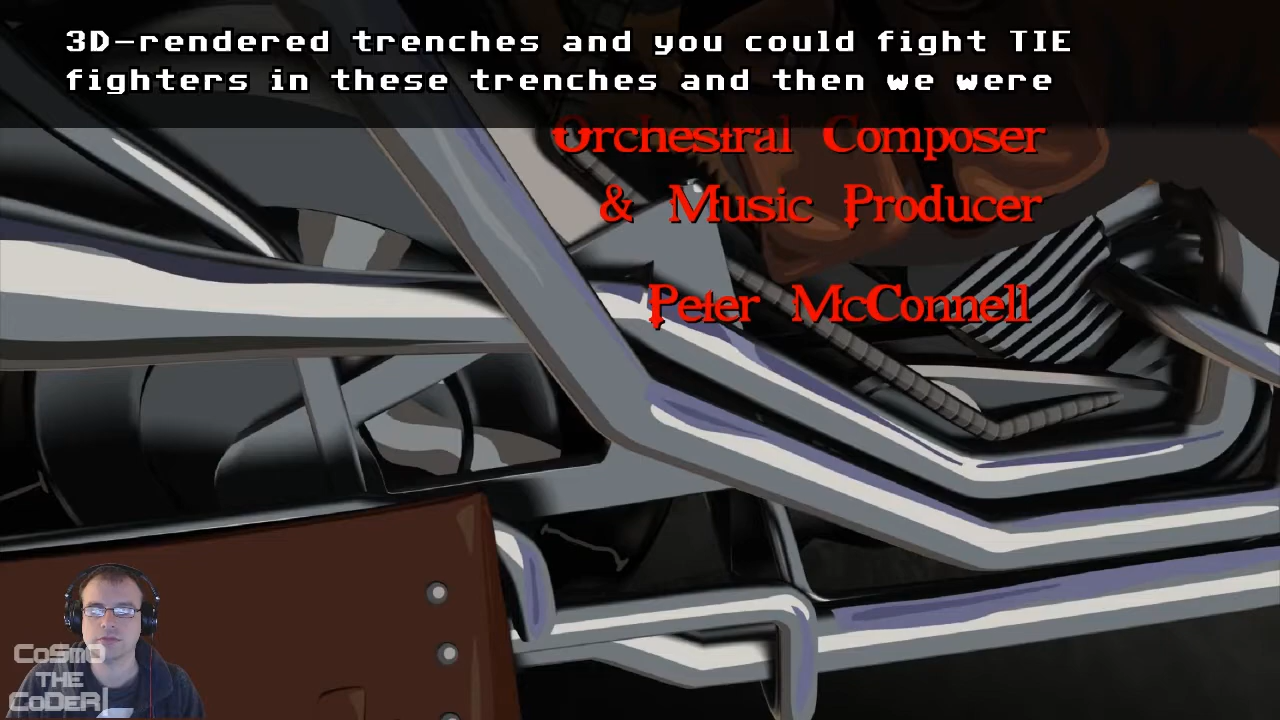 3D-rendered trenches and you could fight TIE
fighters in these trenches and then we were
Orchestral Composer
& Music Producer
Peter McConnell
CoSmO
THE
CoDeR